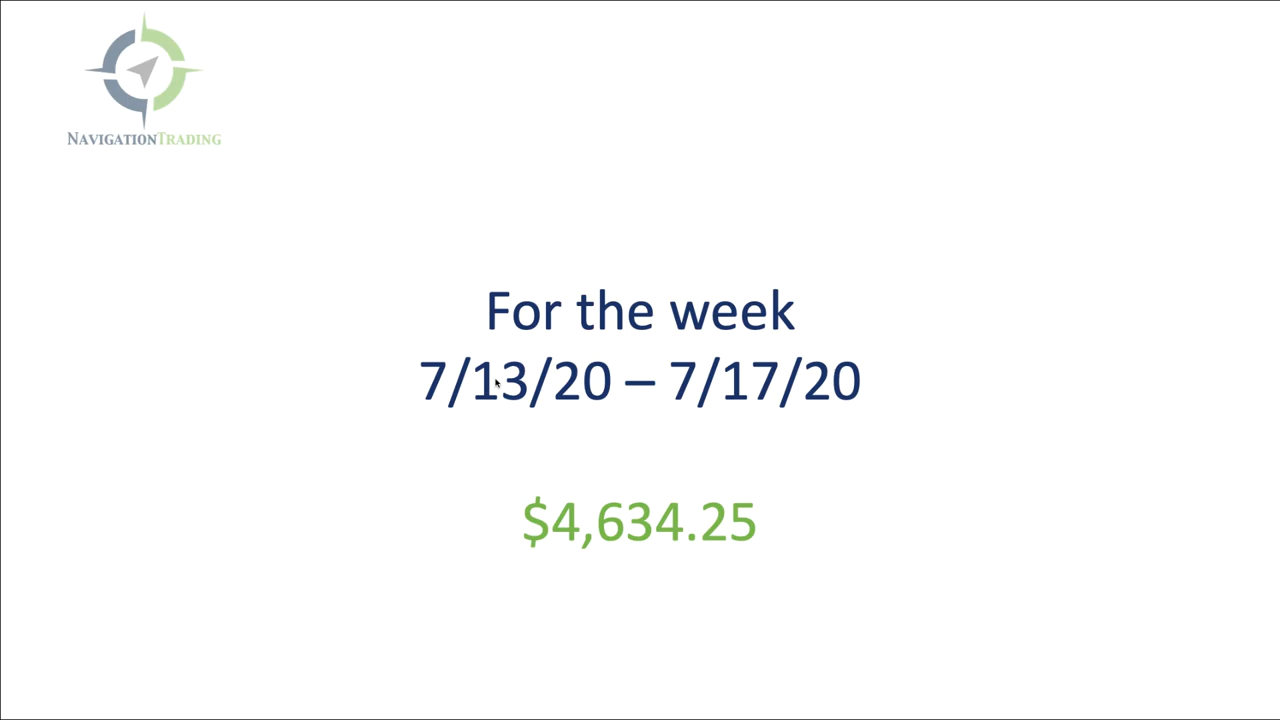 NAVIGATIONTRADING
For the week
7/13/20 – 7/17/20
$4,634.25